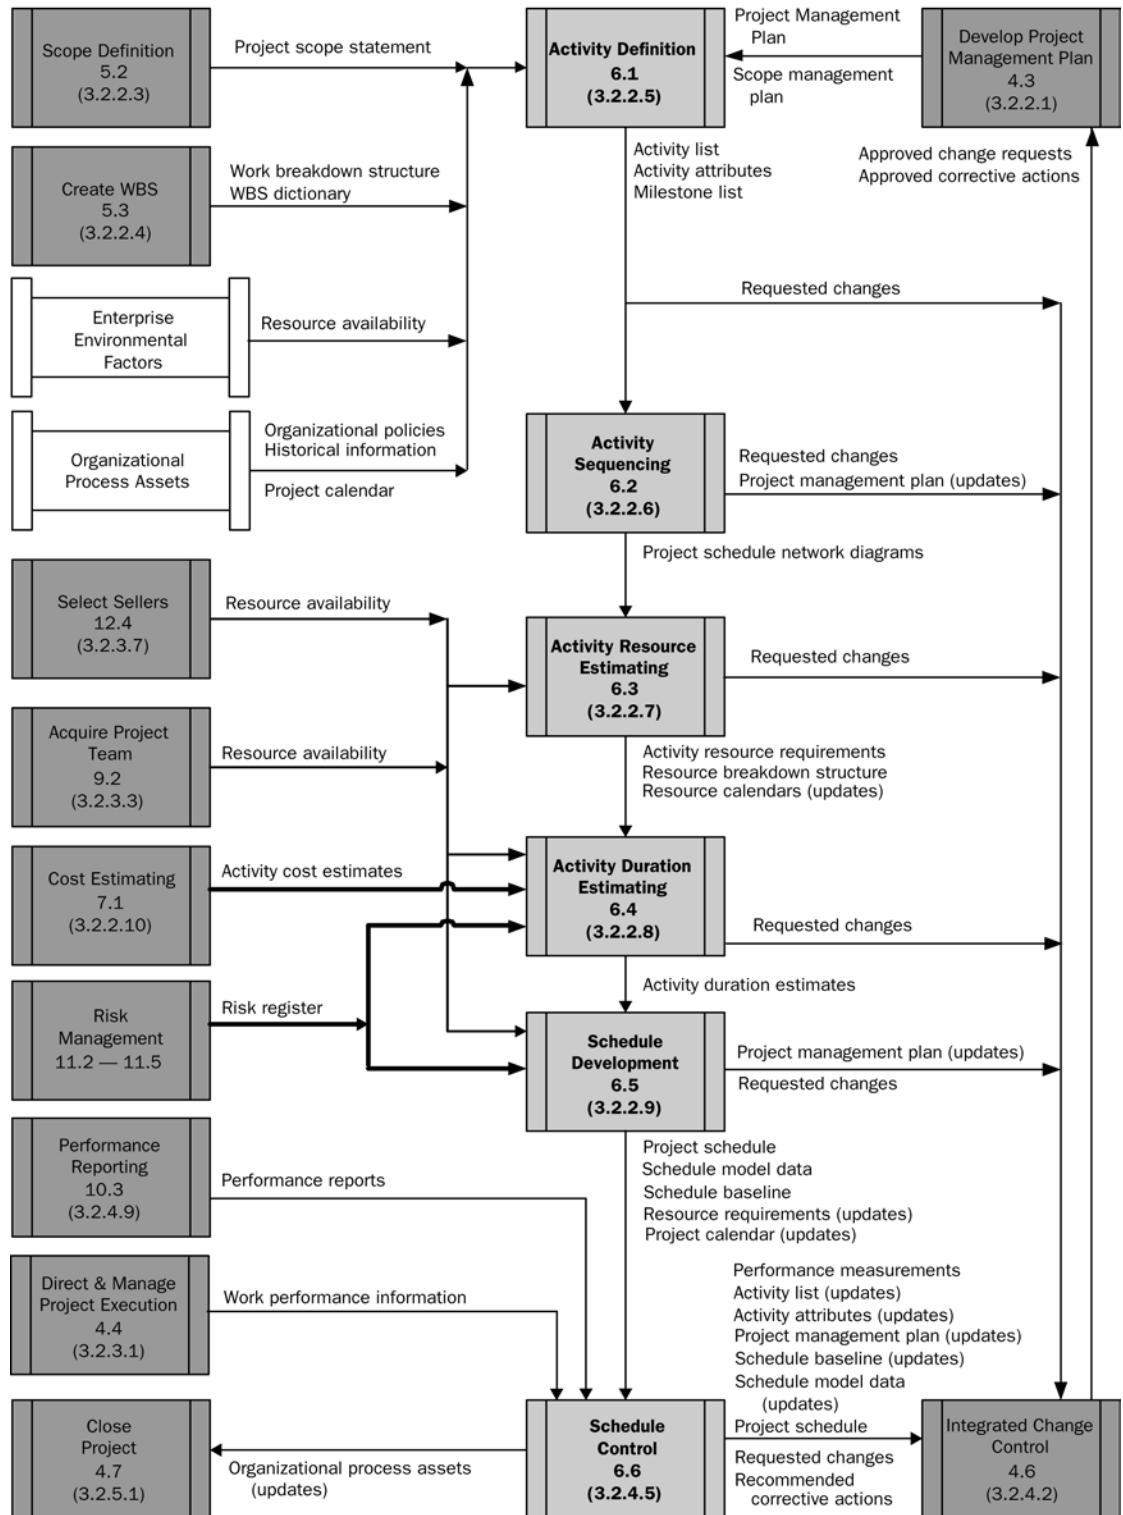 Scope Definition
5.2
(3.2.2.3)
Project scope statement
Activity Definition
6.1
(3.2.2.5)
Project Management
Plan
Scope management
plan
Develop Project
Management Plan
4.3
(3.2.2.1)
Create WBS
5.3
(3.2.2.4)
Work breakdown structure
WBS dictionary
Activity list
Activity attributes
Milestone list
Approved change requests
Approved corrective actions
Enterprise
Environmental
Factors
Resource availability
Requested changes
Organizational
Process Assets
Organizational policies
Historical information
Project calendar
Activity
Sequencing
6.2
(3.2.2.6)
Requested changes
Project management plan (updates)
Project schedule network diagrams
Select Sellers
12.4
(3.2.3.7)
Resource availability
Activity Resource
Estimating
6.3
(3.2.2.7)
Requested changes
Acquire Project
Team
9.2
(3.2.3.3)
Resource availability
Activity resource requirements
Resource breakdown structure
Resource calendars (updates)
Cost Estimating
7.1
(3.2.2.10)
Activity cost estimates
Activity Duration
Estimating
6.4
(3.2.2.8)
Requested changes
Activity duration estimates
Risk
Management
11.2 — 11.5
Risk register
Schedule
Development
6.5
(3.2.2.9)
Project management plan (updates)
Requested changes
Performance
Reporting
10.3
(3.2.4.9)
Performance reports
Project schedule
Schedule model data
Schedule baseline
Resource requirements (updates)
Project calendar (updates)
Direct & Manage
Project Execution
4.4
(3.2.3.1)
Work performance information
Performance measurements
Activity list (updates)
Activity attributes (updates)
Project management plan (updates)
Schedule baseline (updates)
Schedule model data
(updates)
Project schedule
Requested changes
Recommended
corrective actions
Close
Project
4.7
(3.2.5.1)
Organizational process assets
(updates)
Schedule
Control
6.6
(3.2.4.5)
Integrated Change
Control
4.6
(3.2.4.2)